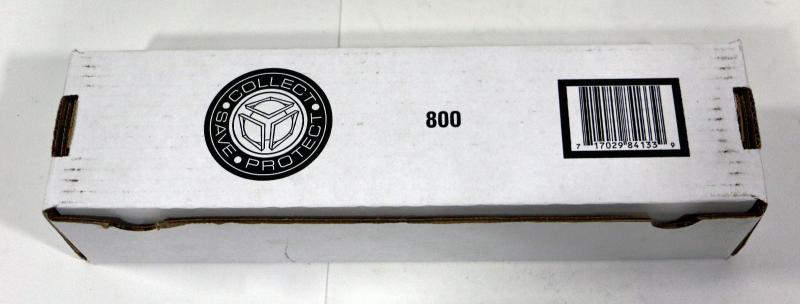 COLLECT • PROTECT • SAVE •
800
7 17029 84133 9